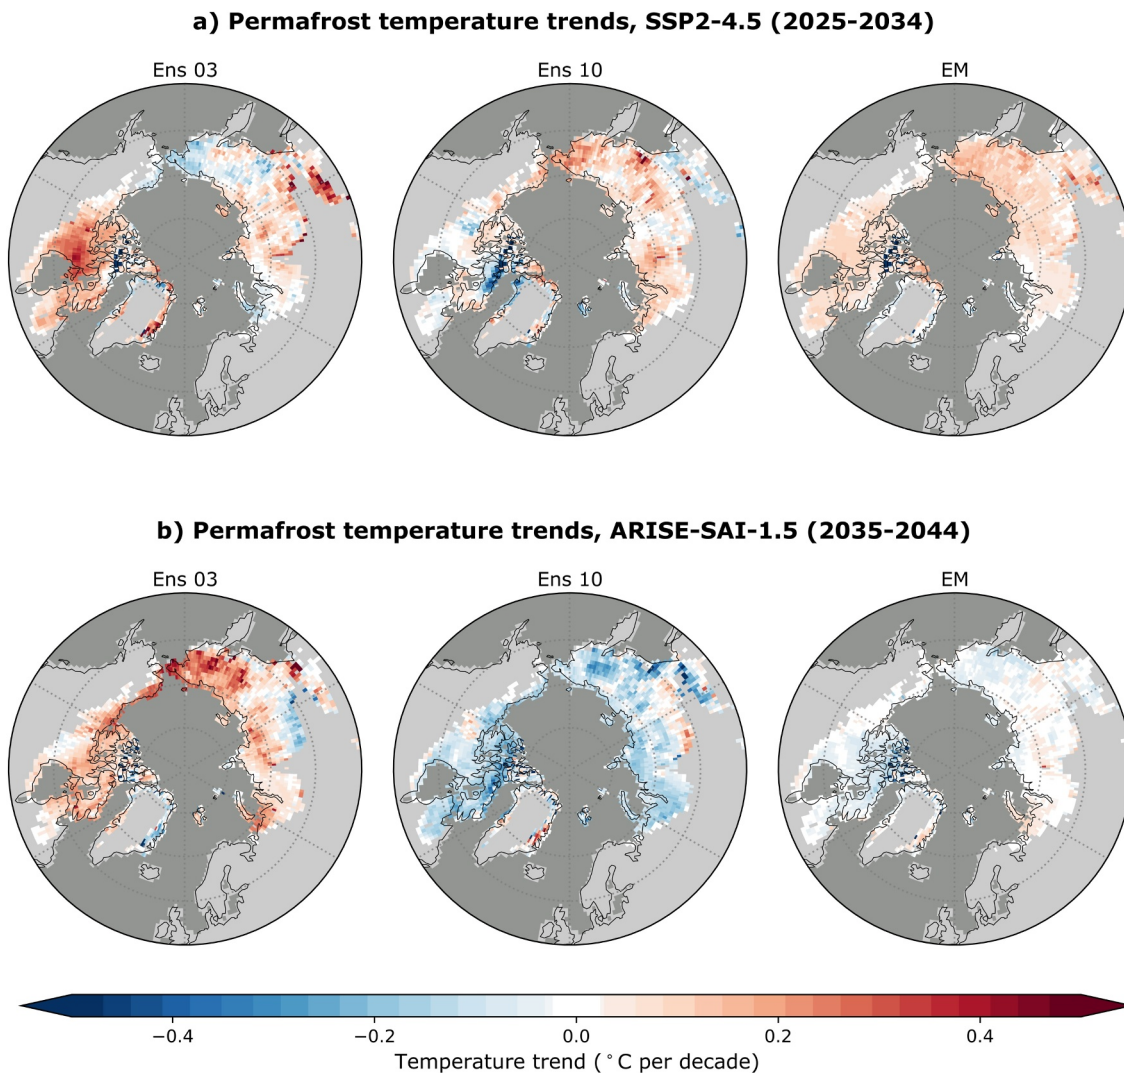 a) Permafrost temperature trends, SSP2-4.5 (2025-2034)
Ens 03
Ens 10
EM
b) Permafrost temperature trends, ARISE-SAI-1.5 (2035-2044)
Ens 03
Ens 10
EM
−0.4
−0.2
0.0
0.2
0.4
Temperature trend (°C per decade)